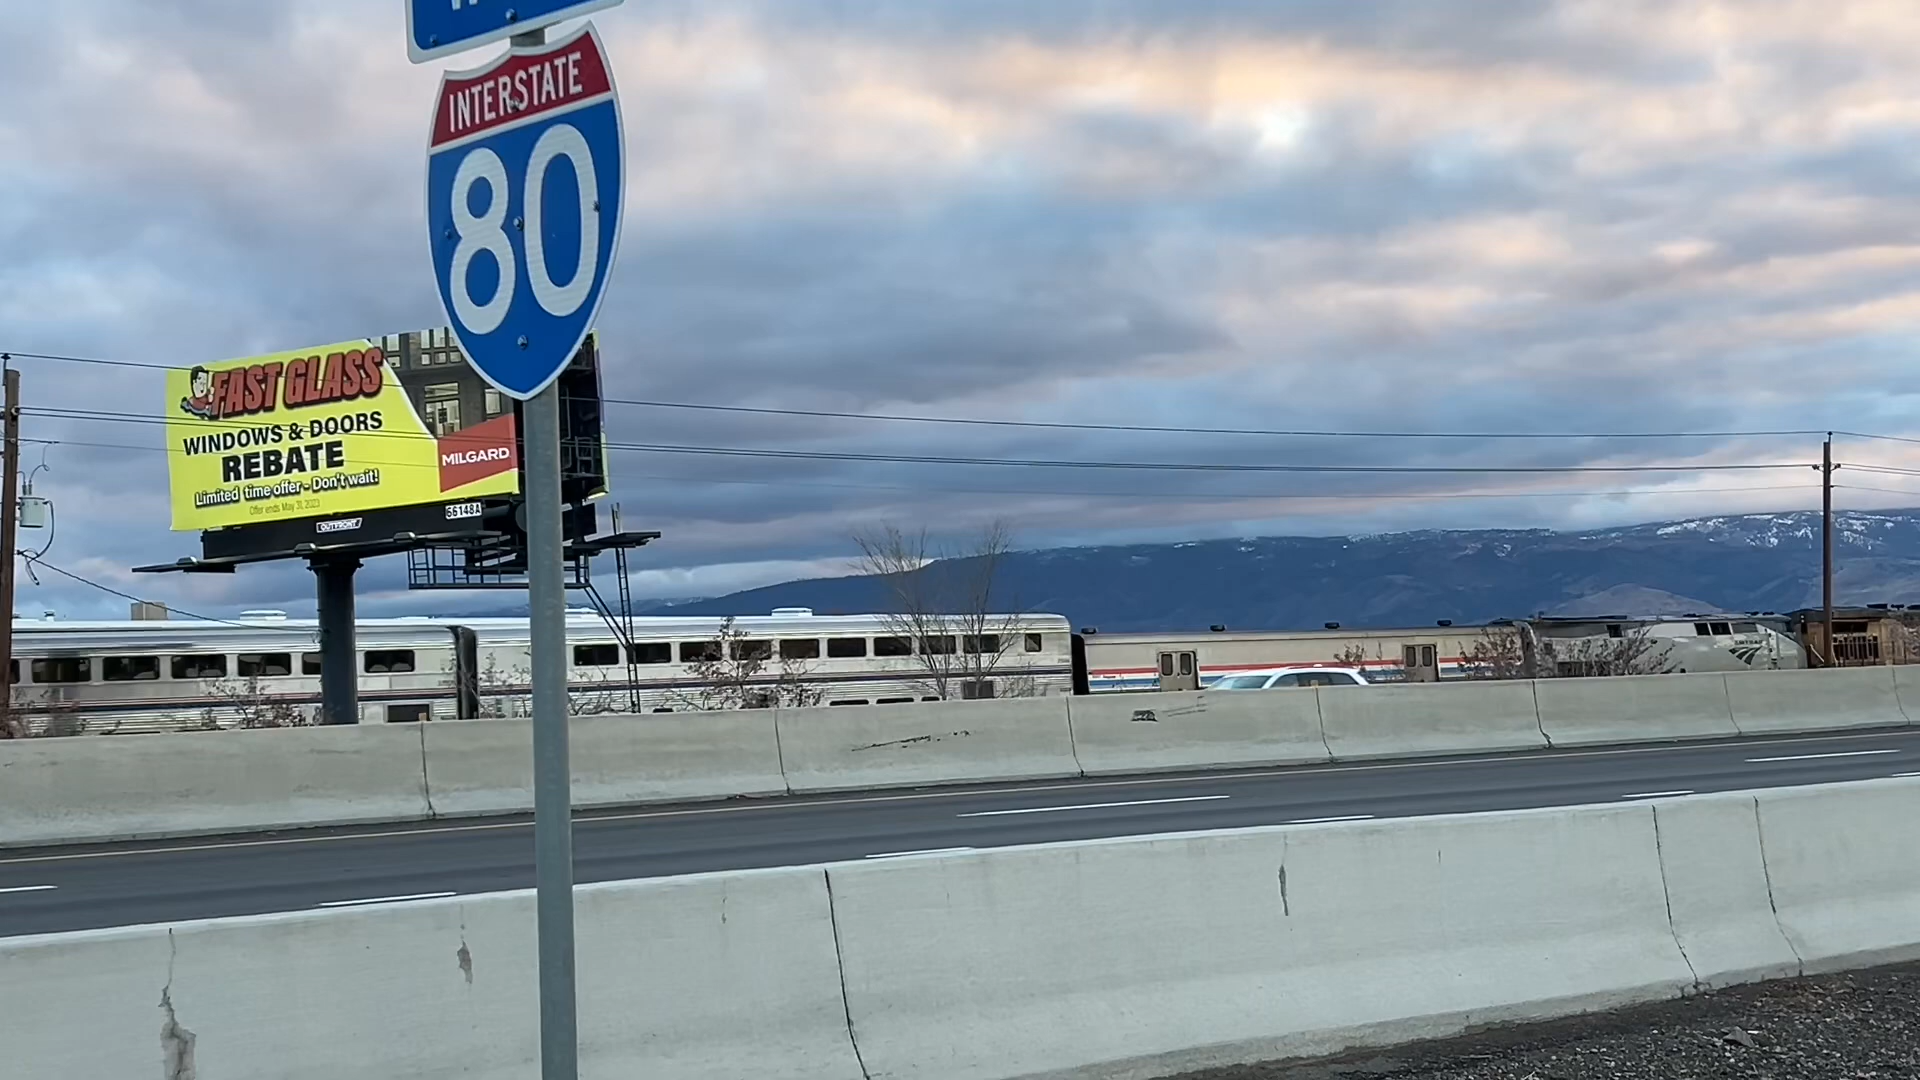 INTERSTATE
80
FAST GLASS
WINDOWS & DOORS
REBATE
Limited time offer - Don't wait!
Offer ends May 31, 2023
MILGARD
OUTFRONT
66148A